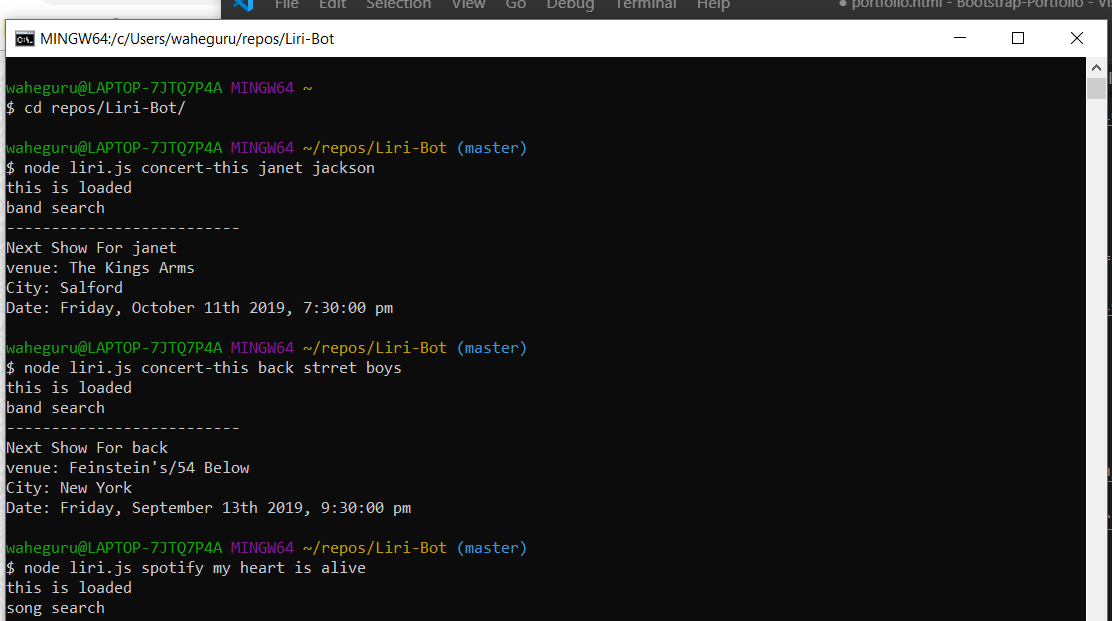 File Edit Selection View Go Debug Terminal Help ● portfolio.html - Bootstrap-Portfolio - Vi
MINGW64:/c/Users/waheguru/repos/Liri-Bot
waheguru@LAPTOP-7JTQ7P4A MINGW64 ~
$ cd repos/Liri-Bot/
waheguru@LAPTOP-7JTQ7P4A MINGW64 ~/repos/Liri-Bot (master)
$ node liri.js concert-this janet jackson
this is loaded
band search
--------------------------
Next Show For janet
venue: The Kings Arms
City: Salford
Date: Friday, October 11th 2019, 7:30:00 pm
waheguru@LAPTOP-7JTQ7P4A MINGW64 ~/repos/Liri-Bot (master)
$ node liri.js concert-this back strret boys
this is loaded
band search
--------------------------
Next Show For back
venue: Feinstein's/54 Below
City: New York
Date: Friday, September 13th 2019, 9:30:00 pm
waheguru@LAPTOP-7JTQ7P4A MINGW64 ~/repos/Liri-Bot (master)
$ node liri.js spotify my heart is alive
this is loaded
song search